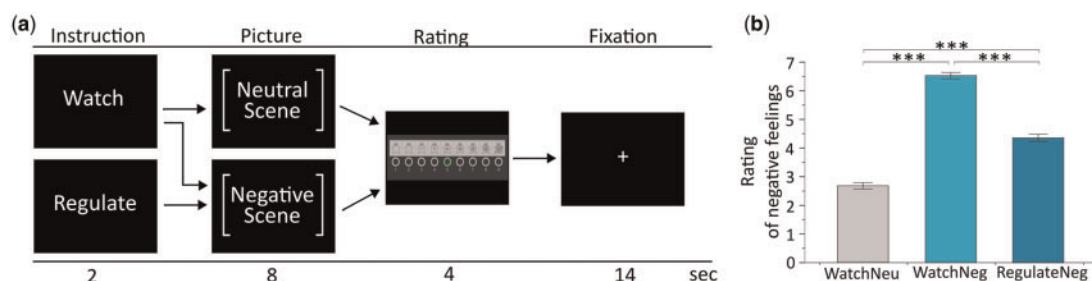 (a)
Instruction Picture Rating Fixation
Watch
Neutral
Scene
Regulate
Negative
Scene
+
2 8 4 14 sec
(b)
***
*** ***
7
6
5
4
3
2
1
0
Rating
of negative feelings
WatchNeu WatchNeg RegulateNeg